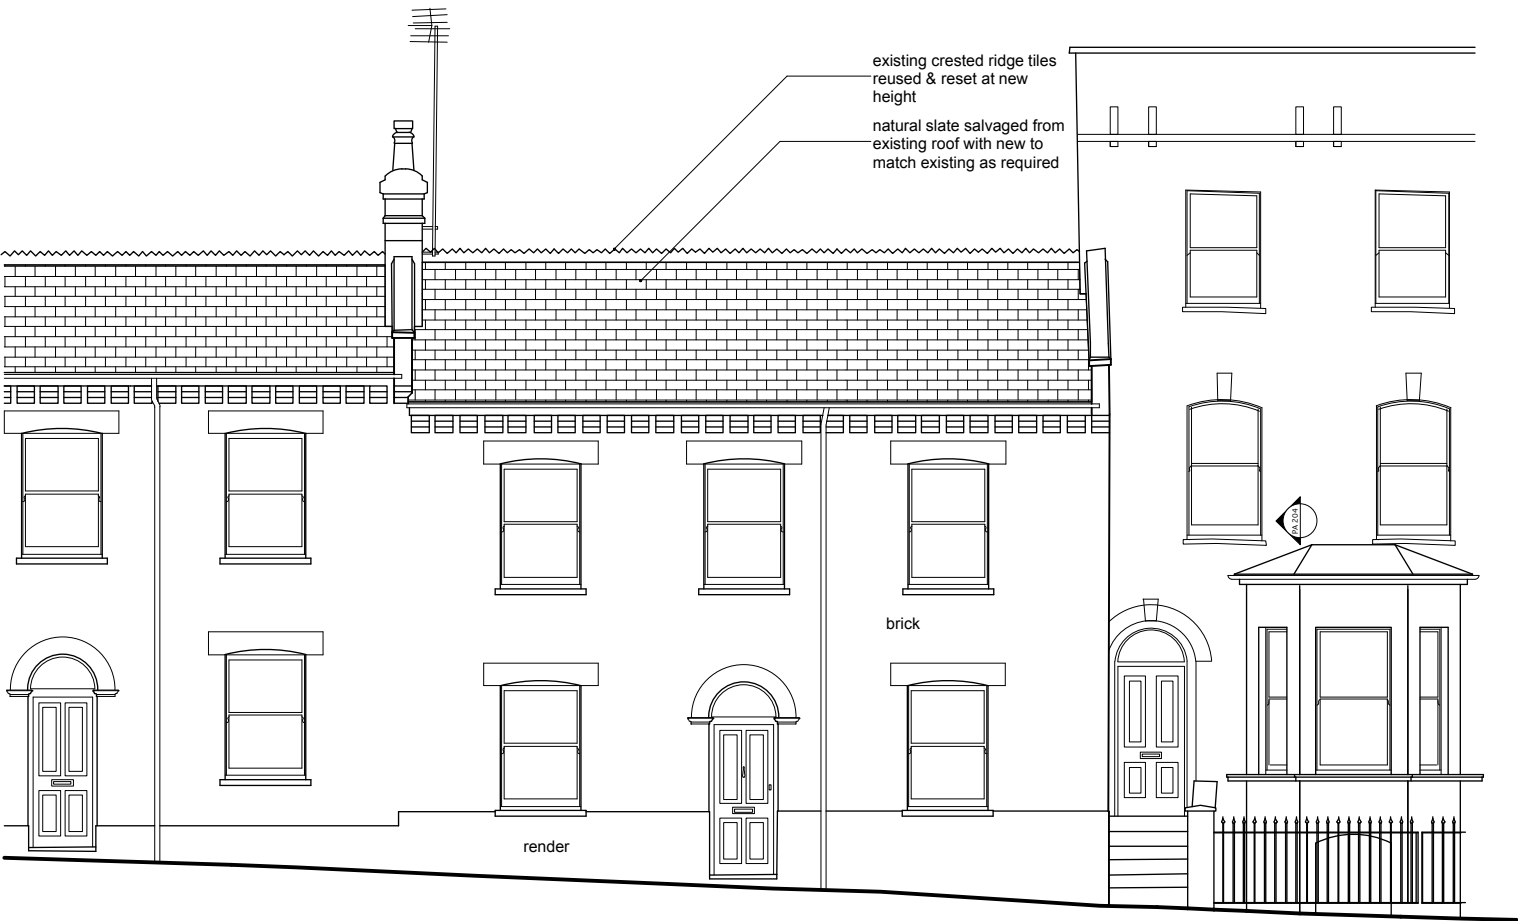 existing crested ridge tiles
reused & reset at new
height
natural slate salvaged from
existing roof with new to
match existing as required
PA 204
brick
render